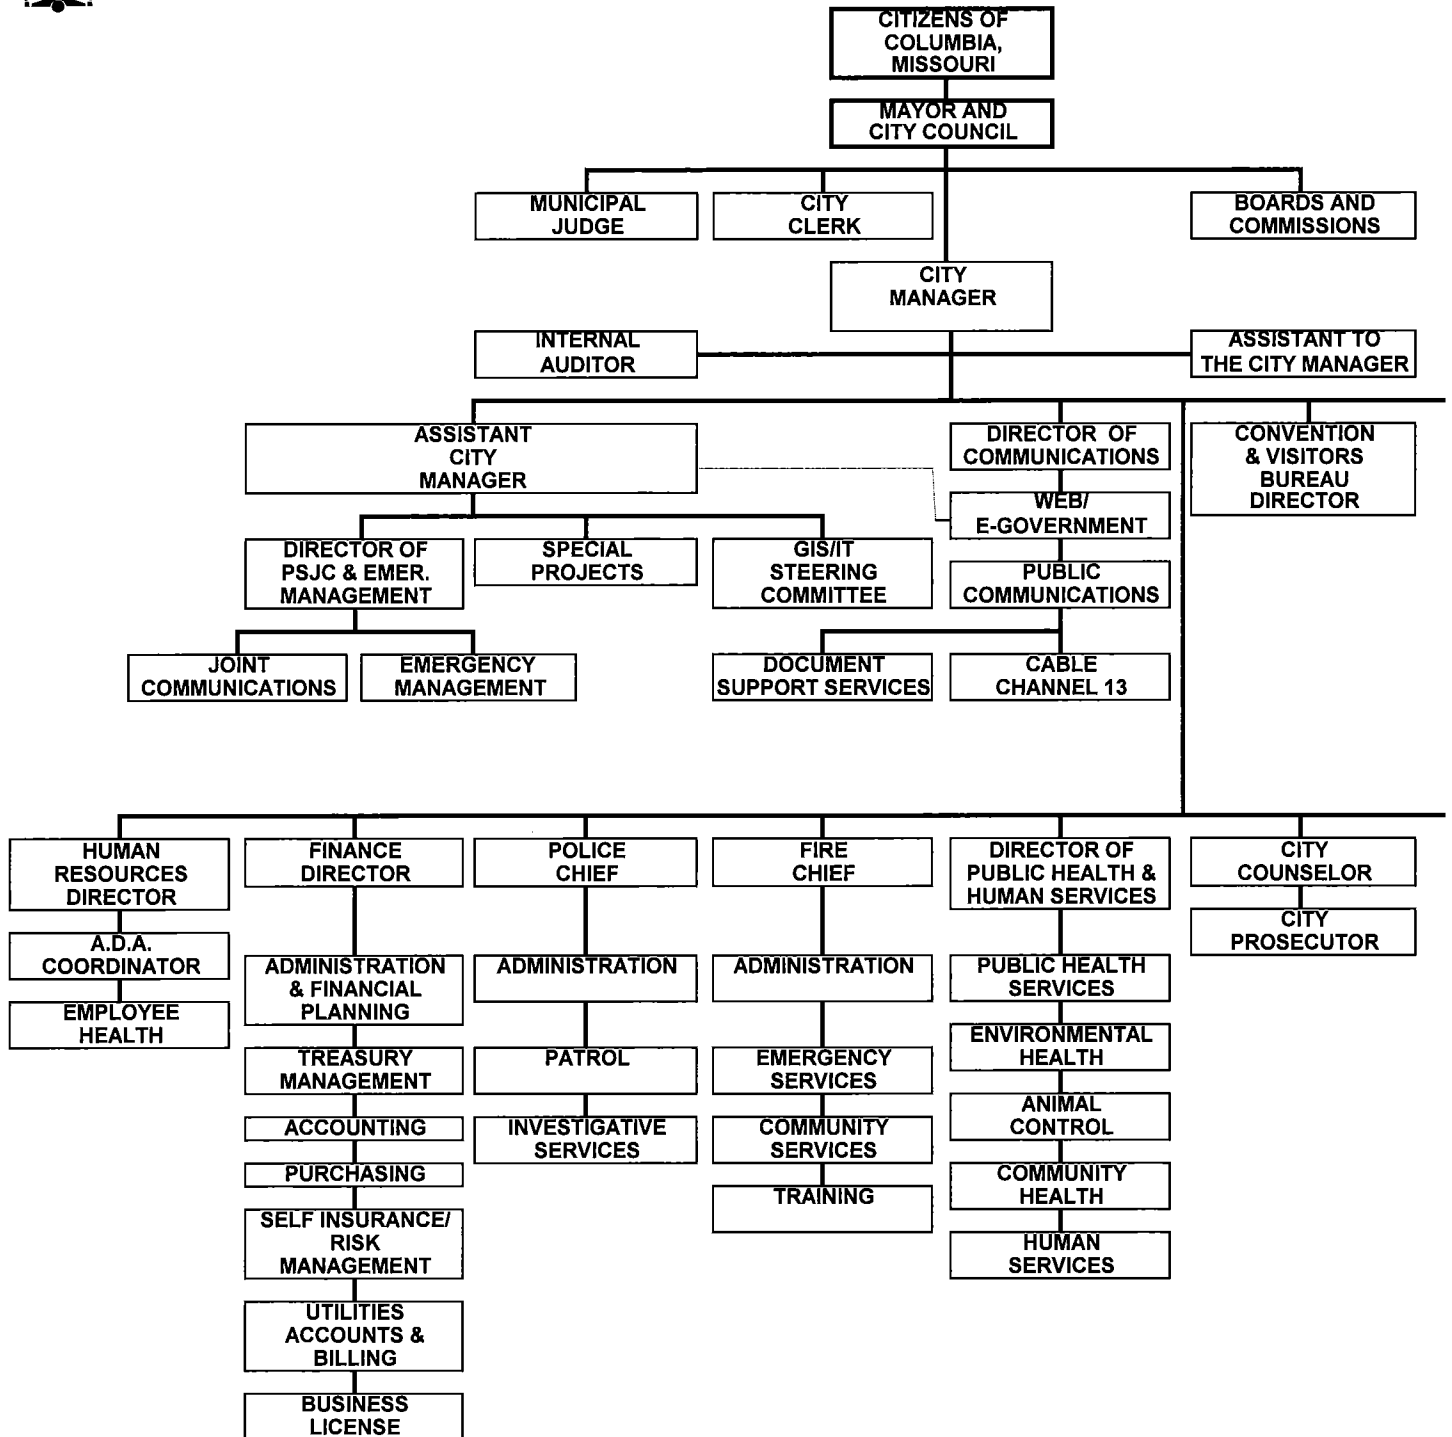 CITIZENS OF
COLUMBIA,
MISSOURI
MAYOR AND
CITY COUNCIL
MUNICIPAL
JUDGE
CITY
CLERK
BOARDS AND
COMMISSIONS
CITY
MANAGER
INTERNAL
AUDITOR
ASSISTANT TO
THE CITY MANAGER
ASSISTANT
CITY
MANAGER
DIRECTOR OF
COMMUNICATIONS
CONVENTION
& VISITORS
BUREAU
DIRECTOR
WEB/
E-GOVERNMENT
DIRECTOR OF
PSJC & EMER.
MANAGEMENT
SPECIAL
PROJECTS
GIS/IT
STEERING
COMMITTEE
PUBLIC
COMMUNICATIONS
JOINT
COMMUNICATIONS
EMERGENCY
MANAGEMENT
DOCUMENT
SUPPORT SERVICES
CABLE
CHANNEL 13
HUMAN
RESOURCES
DIRECTOR
A.D.A.
COORDINATOR
EMPLOYEE
HEALTH
FINANCE
DIRECTOR
ADMINISTRATION
& FINANCIAL
PLANNING
TREASURY
MANAGEMENT
ACCOUNTING
PURCHASING
SELF INSURANCE/
RISK
MANAGEMENT
UTILITIES
ACCOUNTS &
BILLING
BUSINESS
LICENSE
POLICE
CHIEF
ADMINISTRATION
PATROL
INVESTIGATIVE
SERVICES
FIRE
CHIEF
ADMINISTRATION
EMERGENCY
SERVICES
COMMUNITY
SERVICES
TRAINING
DIRECTOR OF
PUBLIC HEALTH &
HUMAN SERVICES
PUBLIC HEALTH
SERVICES
ENVIRONMENTAL
HEALTH
ANIMAL
CONTROL
COMMUNITY
HEALTH
HUMAN
SERVICES
CITY
COUNSELOR
CITY
PROSECUTOR